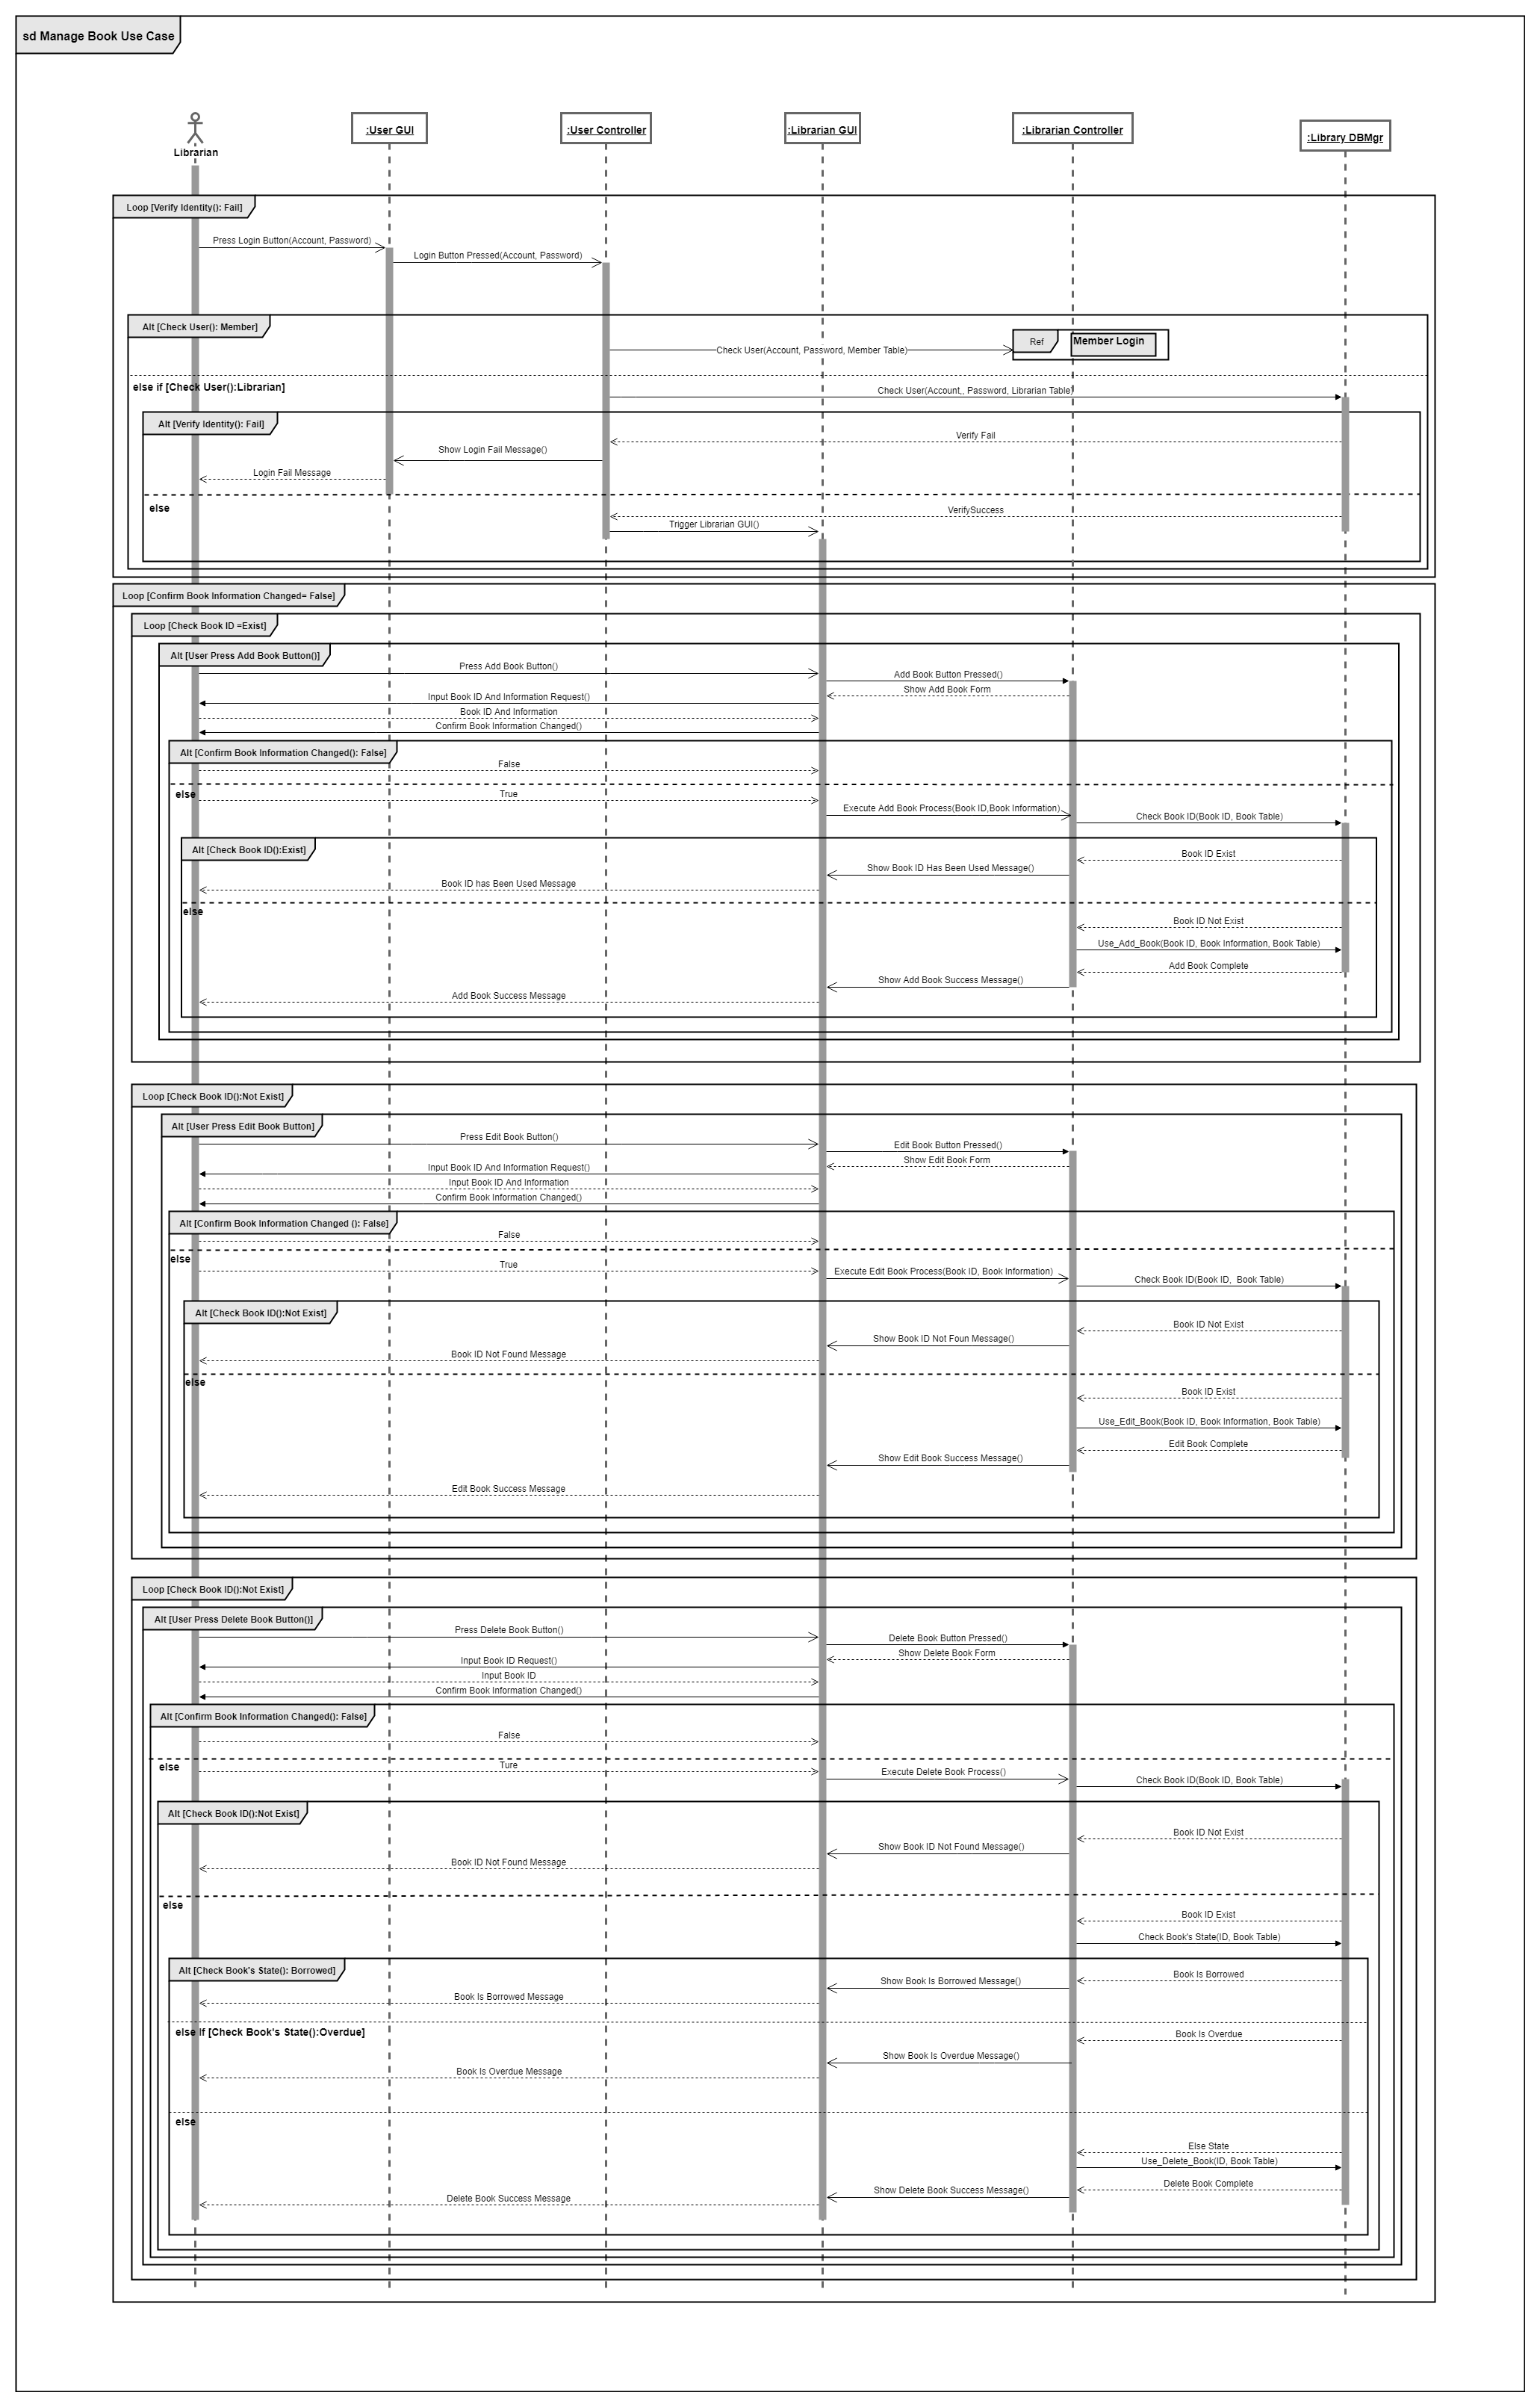 sd Manage Book Use Case
Librarian
:User GUI
:User Controller
:Librarian GUI
:Librarian Controller
:Library DBMgr
Loop [Verify Identity(): Fail]
Press Login Button(Account, Password)
Login Button Pressed(Account, Password)
Alt [Check User(): Member]
Ref
Member Login
Check User(Account, Password, Member Table)
else if [Check User():Librarian]
Check User(Account,, Password, Librarian Table)
Alt [Verify Identity(): Fail]
Verify Fail
Show Login Fail Message()
Login Fail Message
else
VerifySuccess
Trigger Librarian GUI()
Loop [Confirm Book Information Changed= False]
Loop [Check Book ID =Exist]
Alt [User Press Add Book Button()]
Press Add Book Button()
Add Book Button Pressed()
Show Add Book Form
Input Book ID And Information Request()
Book ID And Information
Confirm Book Information Changed()
Alt [Confirm Book Information Changed(): False]
False
else
True
Execute Add Book Process(Book ID,Book Information)
Check Book ID(Book ID, Book Table)
Alt [Check Book ID():Exist]
Book ID Exist
Show Book ID Has Been Used Message()
Book ID has Been Used Message
else
Book ID Not Exist
Use_Add_Book(Book ID, Book Information, Book Table)
Add Book Complete
Show Add Book Success Message()
Add Book Success Message
Loop [Check Book ID():Not Exist]
Alt [User Press Edit Book Button]
Press Edit Book Button()
Edit Book Button Pressed()
Show Edit Book Form
Input Book ID And Information Request()
Input Book ID And Information
Confirm Book Information Changed()
Alt [Confirm Book Information Changed (): False]
False
else
True
Execute Edit Book Process(Book ID, Book Information)
Check Book ID(Book ID,  Book Table)
Alt [Check Book ID():Not Exist]
Book ID Not Exist
Show Book ID Not Foun Message()
Book ID Not Found Message
else
Book ID Exist
Use_Edit_Book(Book ID, Book Information, Book Table)
Edit Book Complete
Show Edit Book Success Message()
Edit Book Success Message
Loop [Check Book ID():Not Exist]
Alt [User Press Delete Book Button()]
Press Delete Book Button()
Delete Book Button Pressed()
Show Delete Book Form
Input Book ID Request()
Input Book ID
Confirm Book Information Changed()
Alt [Confirm Book Information Changed(): False]
False
else
Ture
Execute Delete Book Process()
Check Book ID(Book ID, Book Table)
Alt [Check Book ID():Not Exist]
Book ID Not Exist
Show Book ID Not Found Message()
Book ID Not Found Message
else
Book ID Exist
Check Book's State(ID, Book Table)
Alt [Check Book's State(): Borrowed]
Book Is Borrowed
Show Book Is Borrowed Message()
Book Is Borrowed Message
else If [Check Book's State():Overdue]
Book Is Overdue
Show Book Is Overdue Message()
Book Is Overdue Message
else
Else State
Use_Delete_Book(ID, Book Table)
Delete Book Complete
Show Delete Book Success Message()
Delete Book Success Message